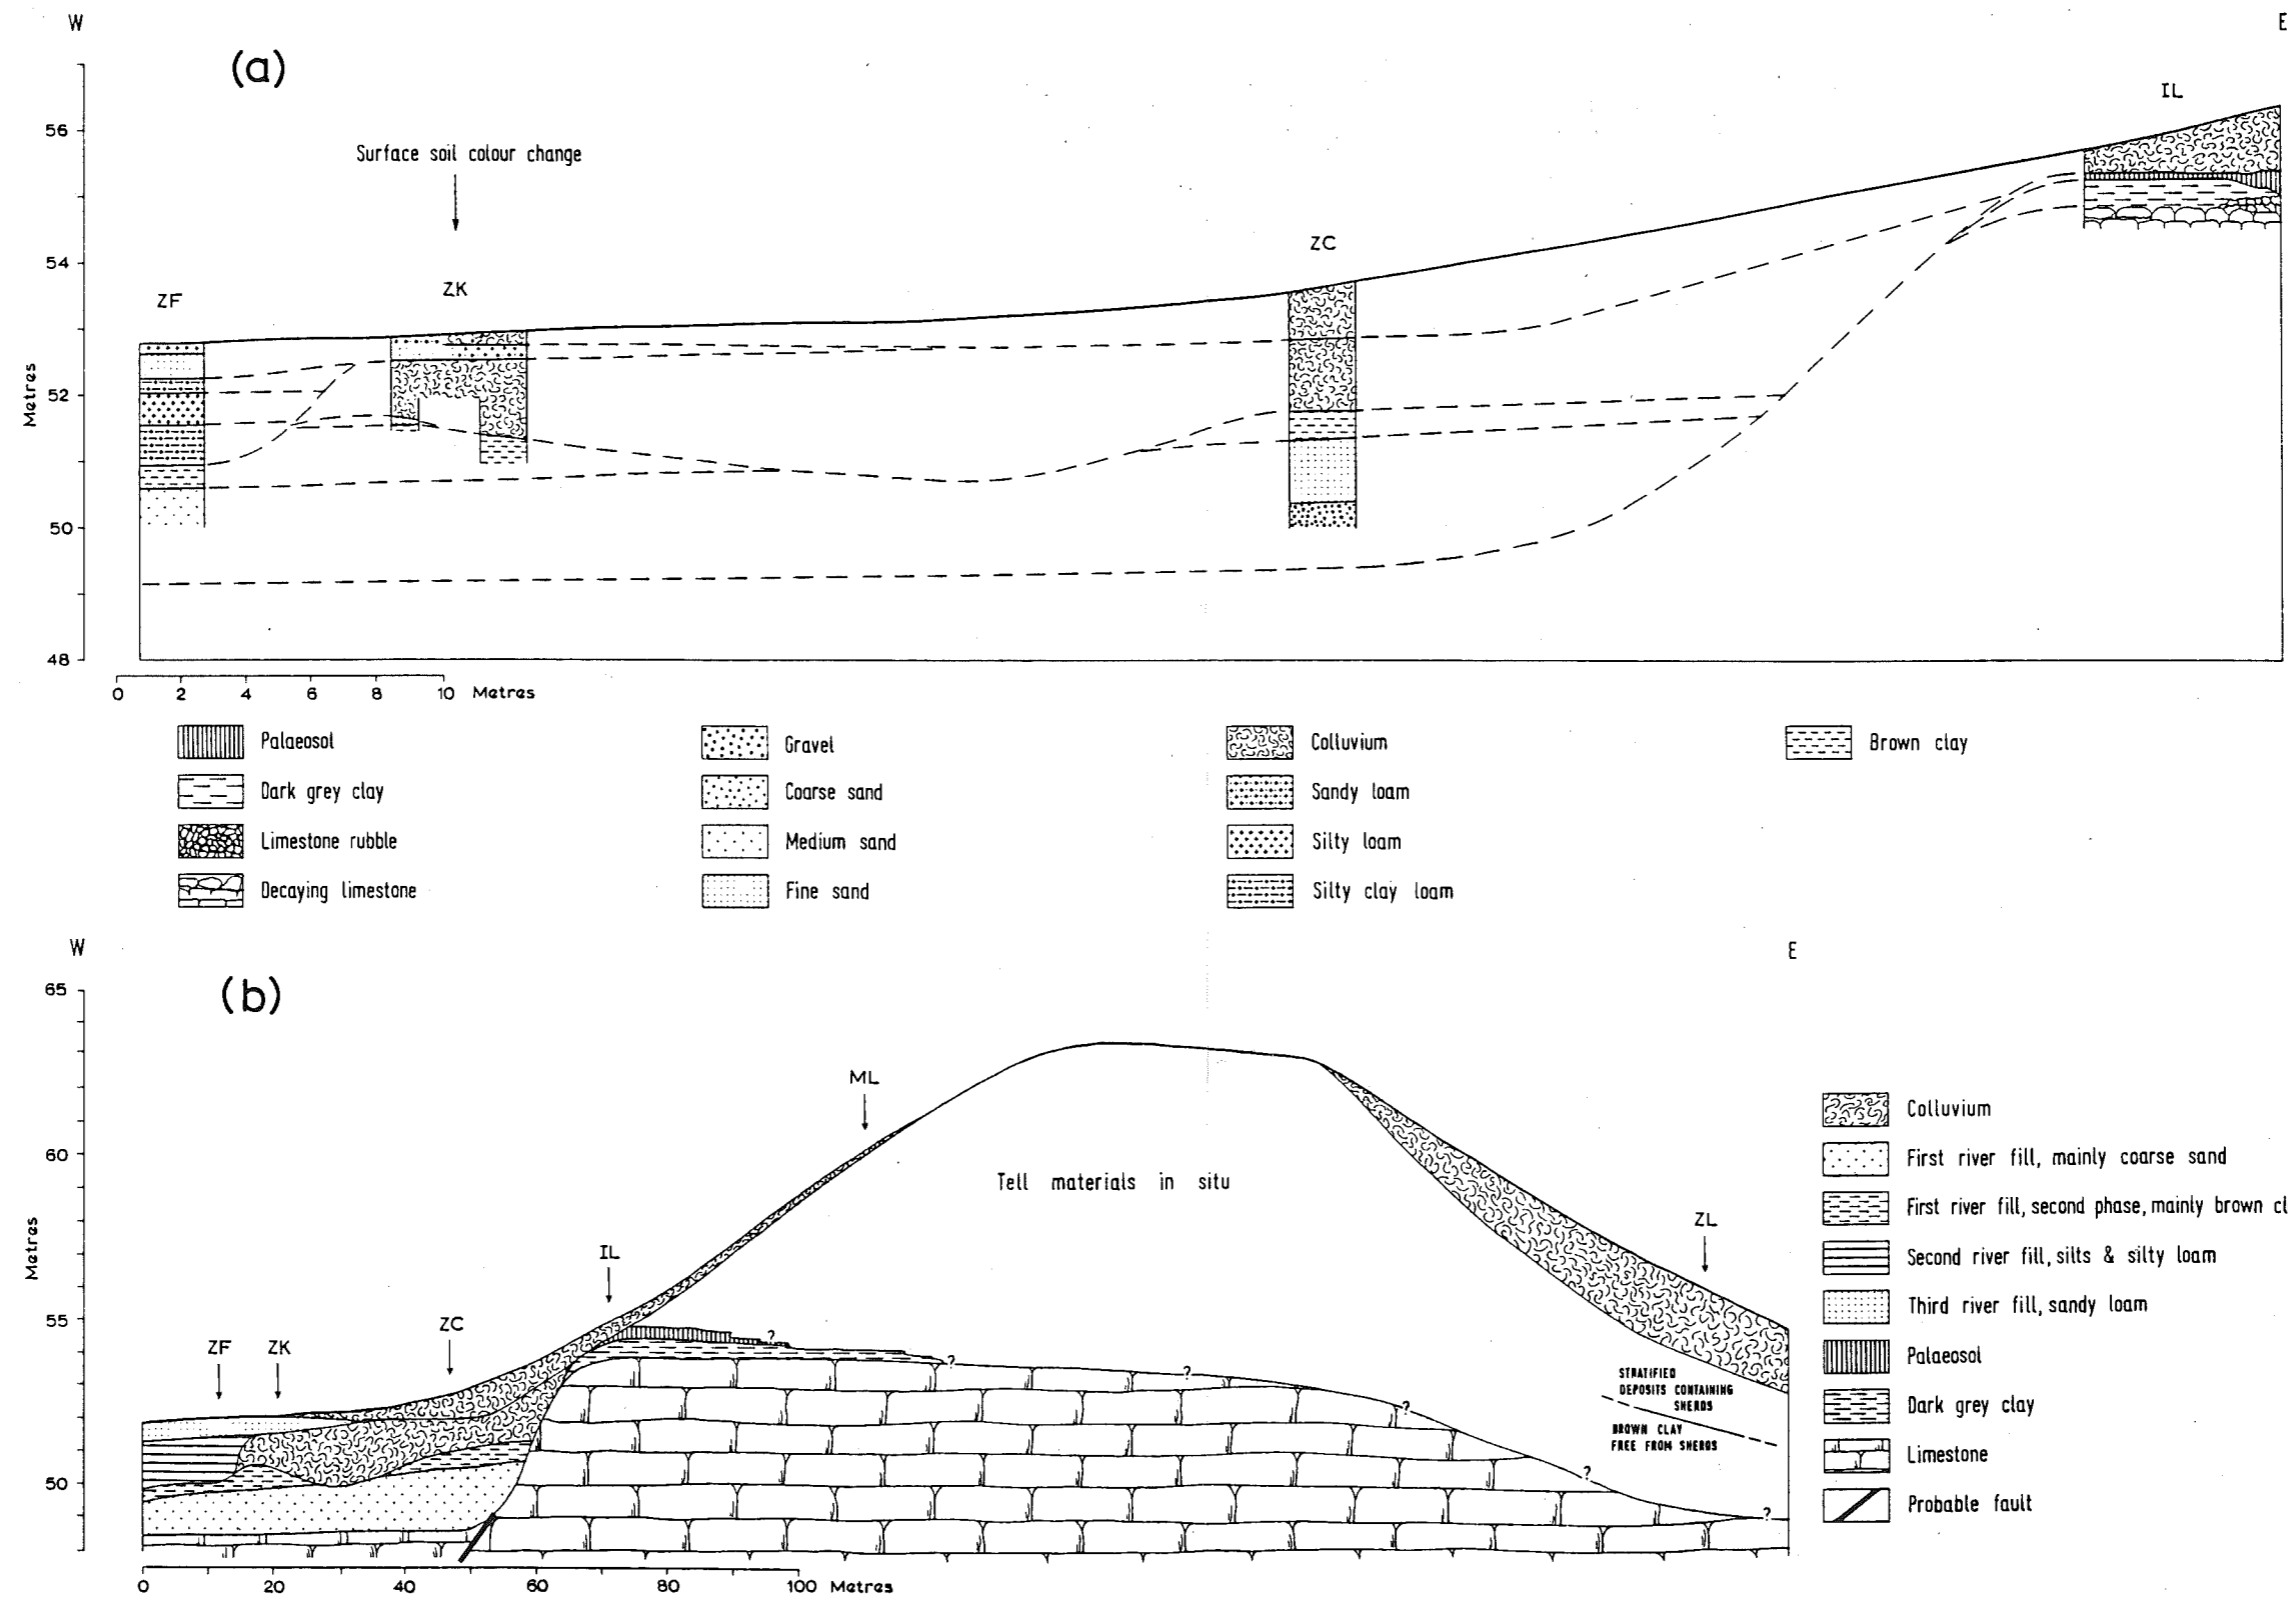 W
E
(a)
IL
56
Surface soil colour change
54
ZC
ZF
ZK
52
Metres
50
48
0 2 4 6 8 10 Metres
Palaeosol
Dark grey clay
Limestone rubble
Decaying limestone
Gravel
Coarse sand
Medium sand
Fine sand
Colluvium
Sandy loam
Silty loam
Silty clay loam
Brown clay
W
E
(b)
65
ML
60
Tell materials in situ
ZL
Metres
IL
55
ZC
ZF
ZK
?
?
?
?
?
?
STRATIFIED
DEPOSITS CONTAINING
SHERDS
BROWN CLAY
FREE FROM SHERDS
50
0 20 40 60 80 100 Metres
Colluvium
First river fill, mainly coarse sand
First river fill, second phase, mainly brown cl
Second river fill, silts & silty loam
Third river fill, sandy loam
Palaeosol
Dark grey clay
Limestone
Probable fault